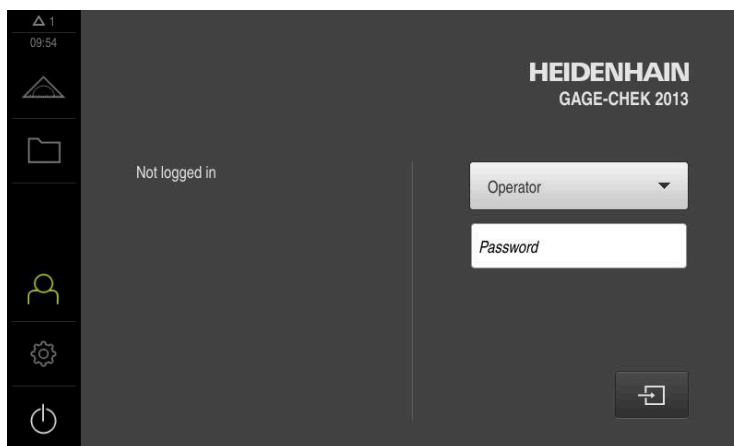 1
09:54
HEIDENHAIN
GAGE-CHEK 2013
Not logged in
Operator
Password